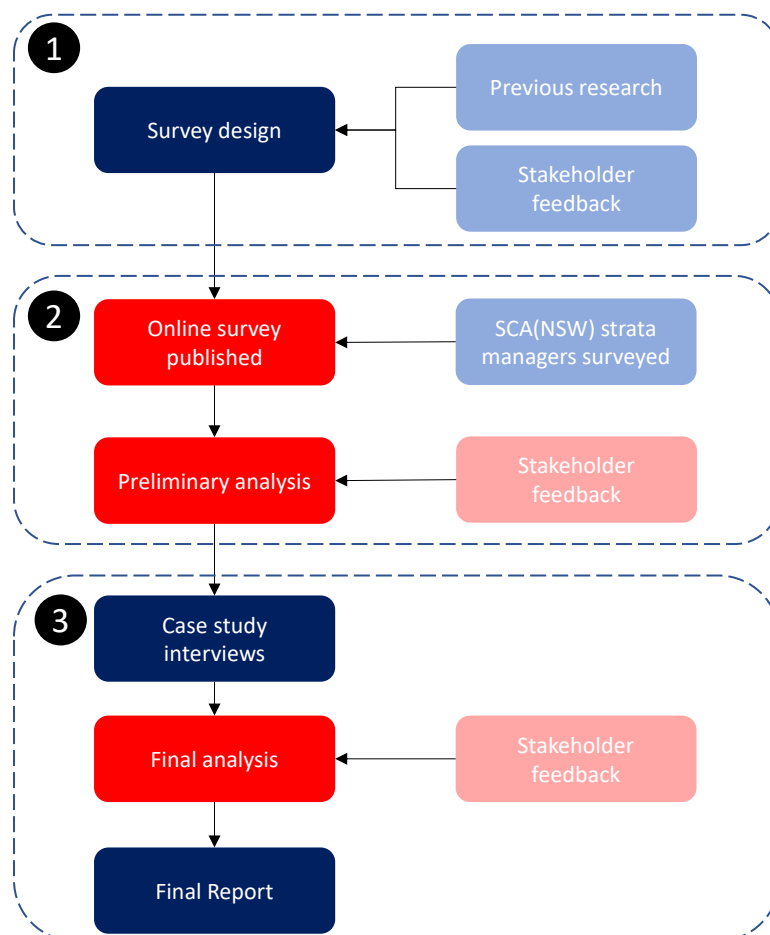 1
Survey design
Previous research
Stakeholder
feedback
2
Online survey
published
SCA(NSW) strata
managers surveyed
Preliminary analysis
Stakeholder
feedback
3
Case study
interviews
Final analysis
Stakeholder
feedback
Final Report